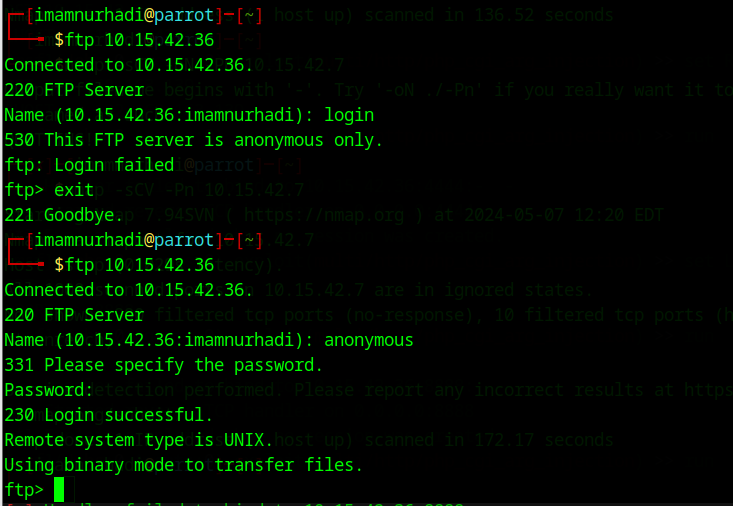 ┌─[imamnurhadi@parrot]─[~]
└──╼ $ftp 10.15.42.36
Connected to 10.15.42.36.
220 FTP Server
Name (10.15.42.36:imamnurhadi): login
530 This FTP server is anonymous only.
ftp: Login failed
ftp> exit
221 Goodbye.
┌─[imamnurhadi@parrot]─[~]
└──╼ $ftp 10.15.42.36
Connected to 10.15.42.36.
220 FTP Server
Name (10.15.42.36:imamnurhadi): anonymous
331 Please specify the password.
Password:
230 Login successful.
Remote system type is UNIX.
Using binary mode to transfer files.
ftp>